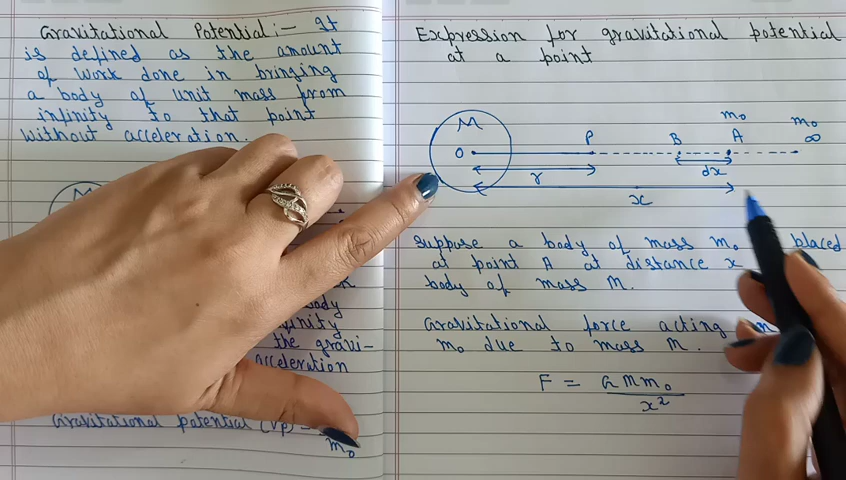 Gravitational Potential:- It
is defined as the amount
of work done in bringing
a body of unit mass from
infinity to that point
without acceleration.
body
infinity
the gravi-
acceleration
Gravitational potential (Vp) =
m₀
Expression for gravitational potential
at a point
M
m₀
m₀
O
P
B
A
∞
r
dx
x
Suppose a body of mass m₀ placed
at point A at distance x
body of mass M.
Gravitational force acting
m₀ due to mass M.
F = GMm₀
x²